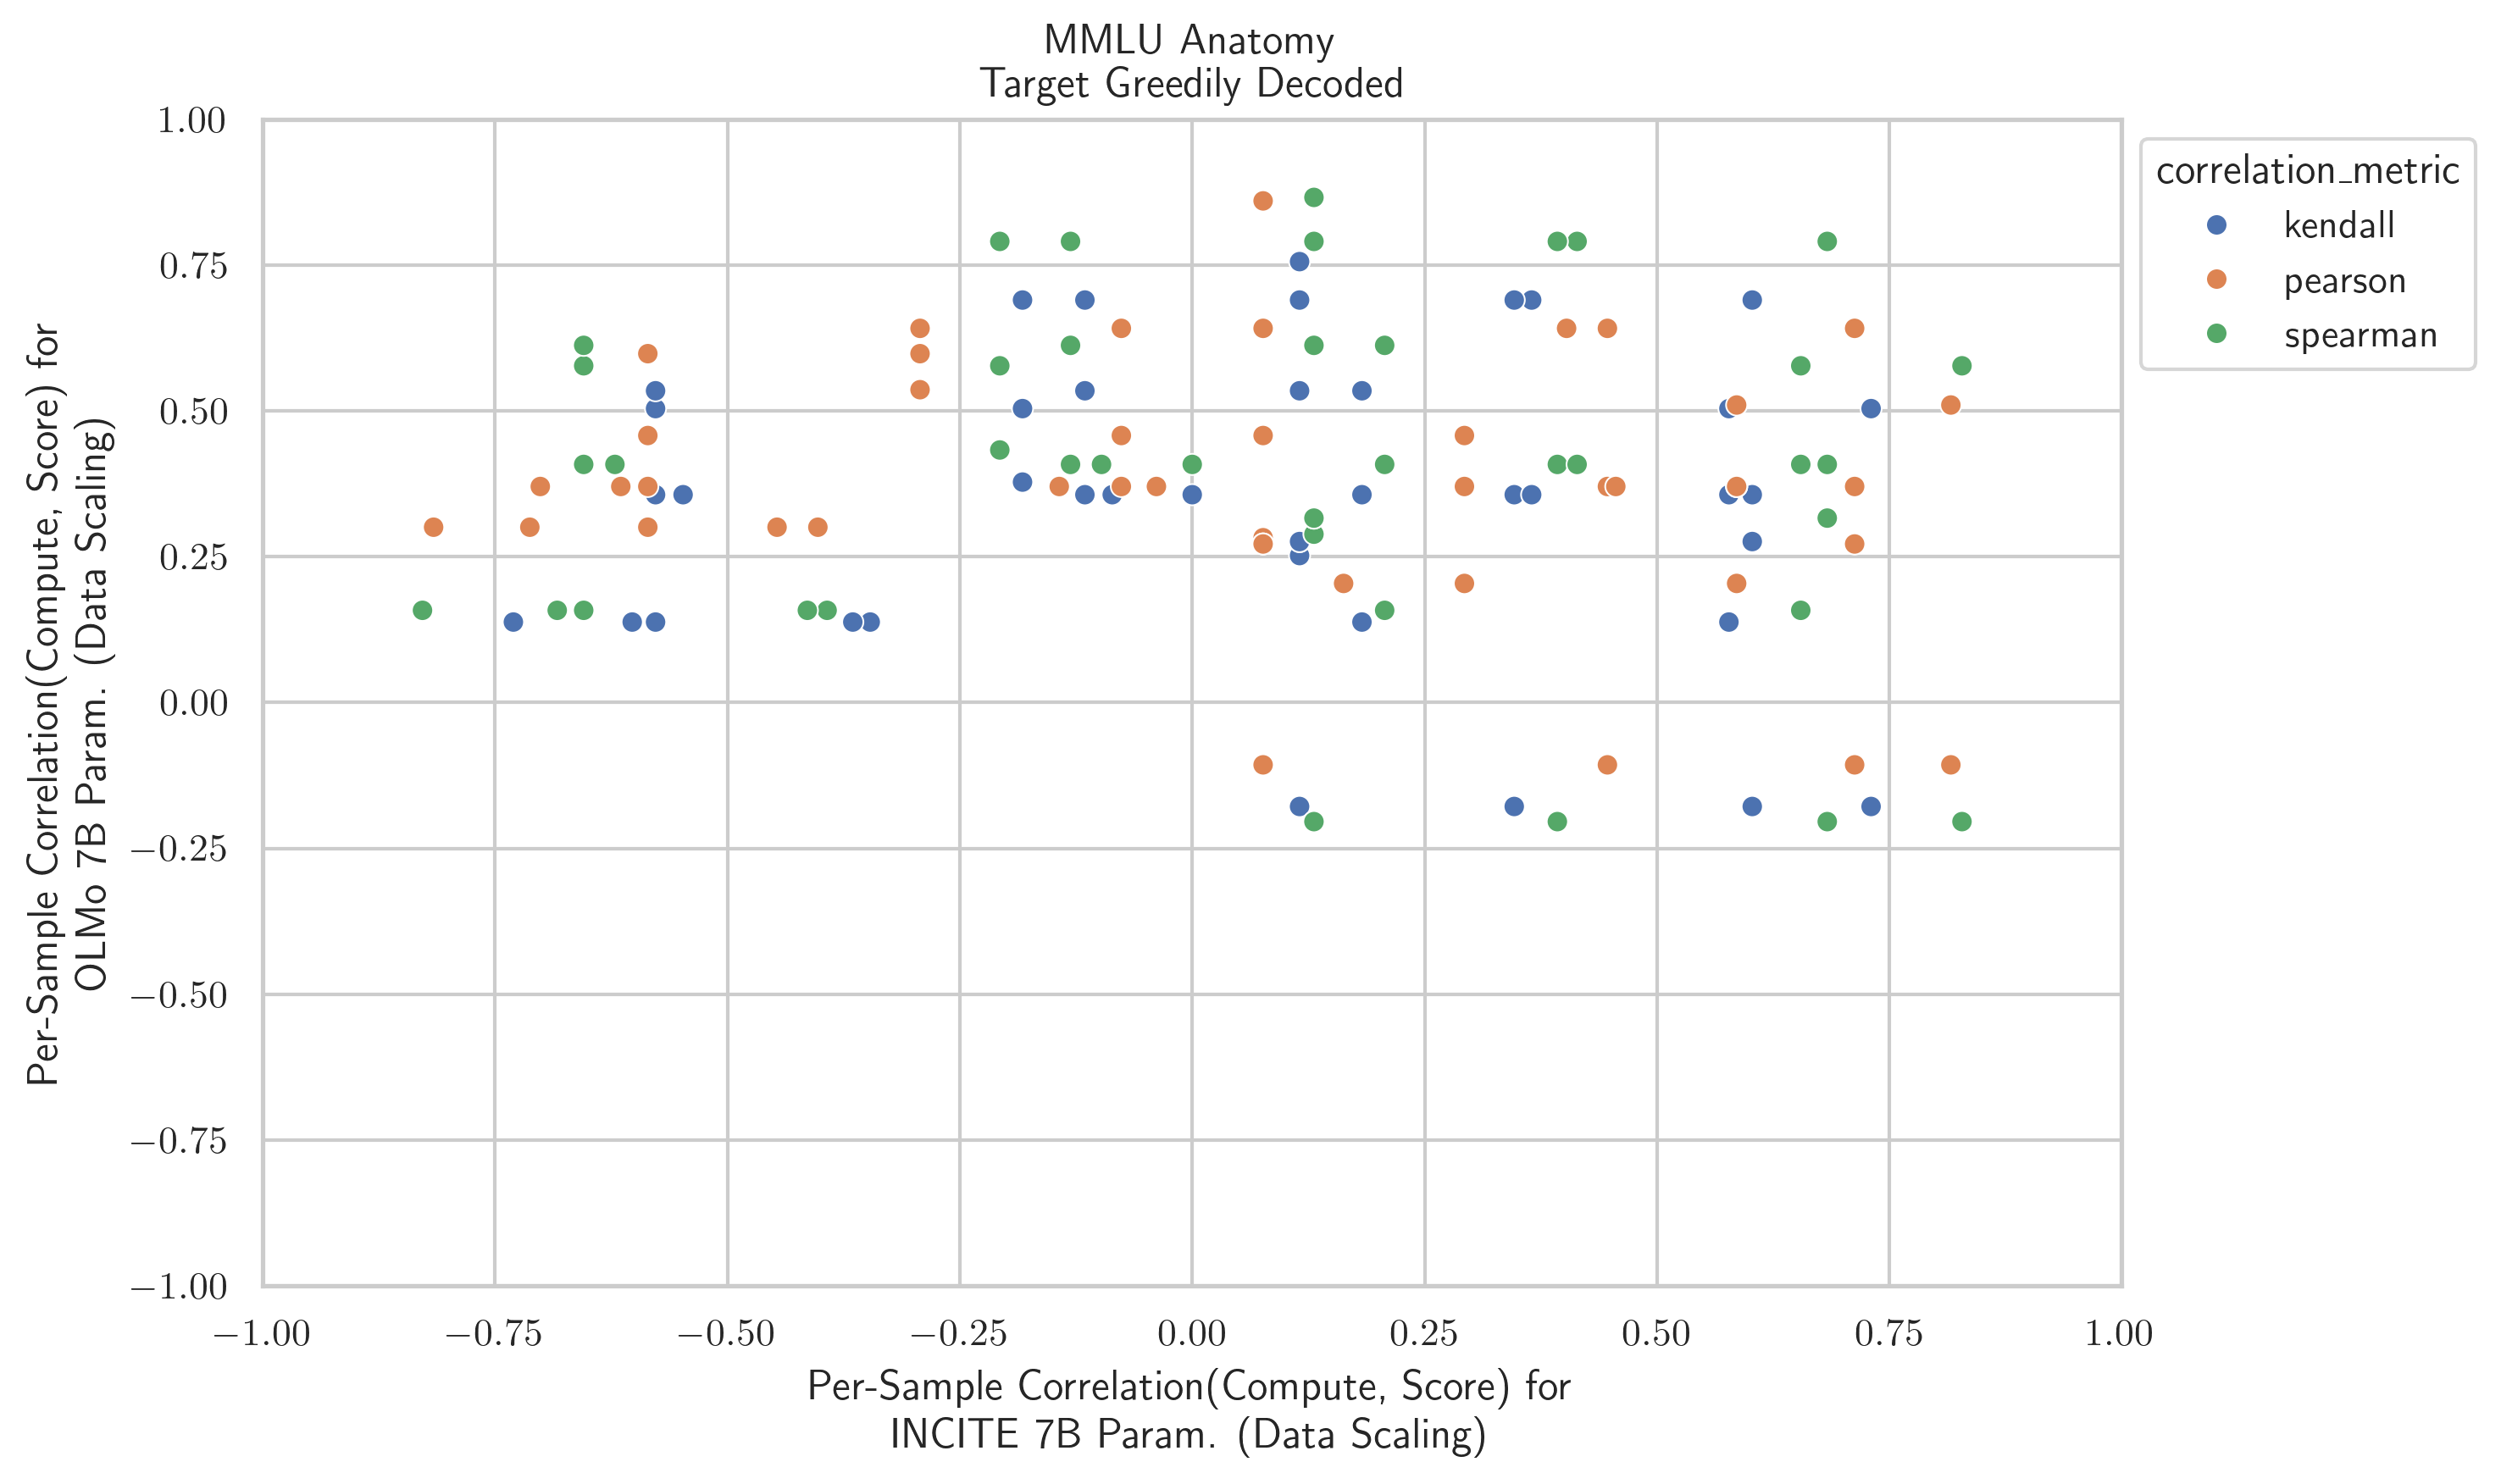 MMLU Anatomy
Target Greedily Decoded
1.00
0.75
0.50
0.25
0.00
−0.25
−0.50
−0.75
−1.00
Per-Sample Correlation(Compute, Score) for
OLMo 7B Param. (Data Scaling)
−1.00
−0.75
−0.50
−0.25
0.00
0.25
0.50
0.75
1.00
Per-Sample Correlation(Compute, Score) for
INCITE 7B Param. (Data Scaling)
correlation_metric
kendall
pearson
spearman